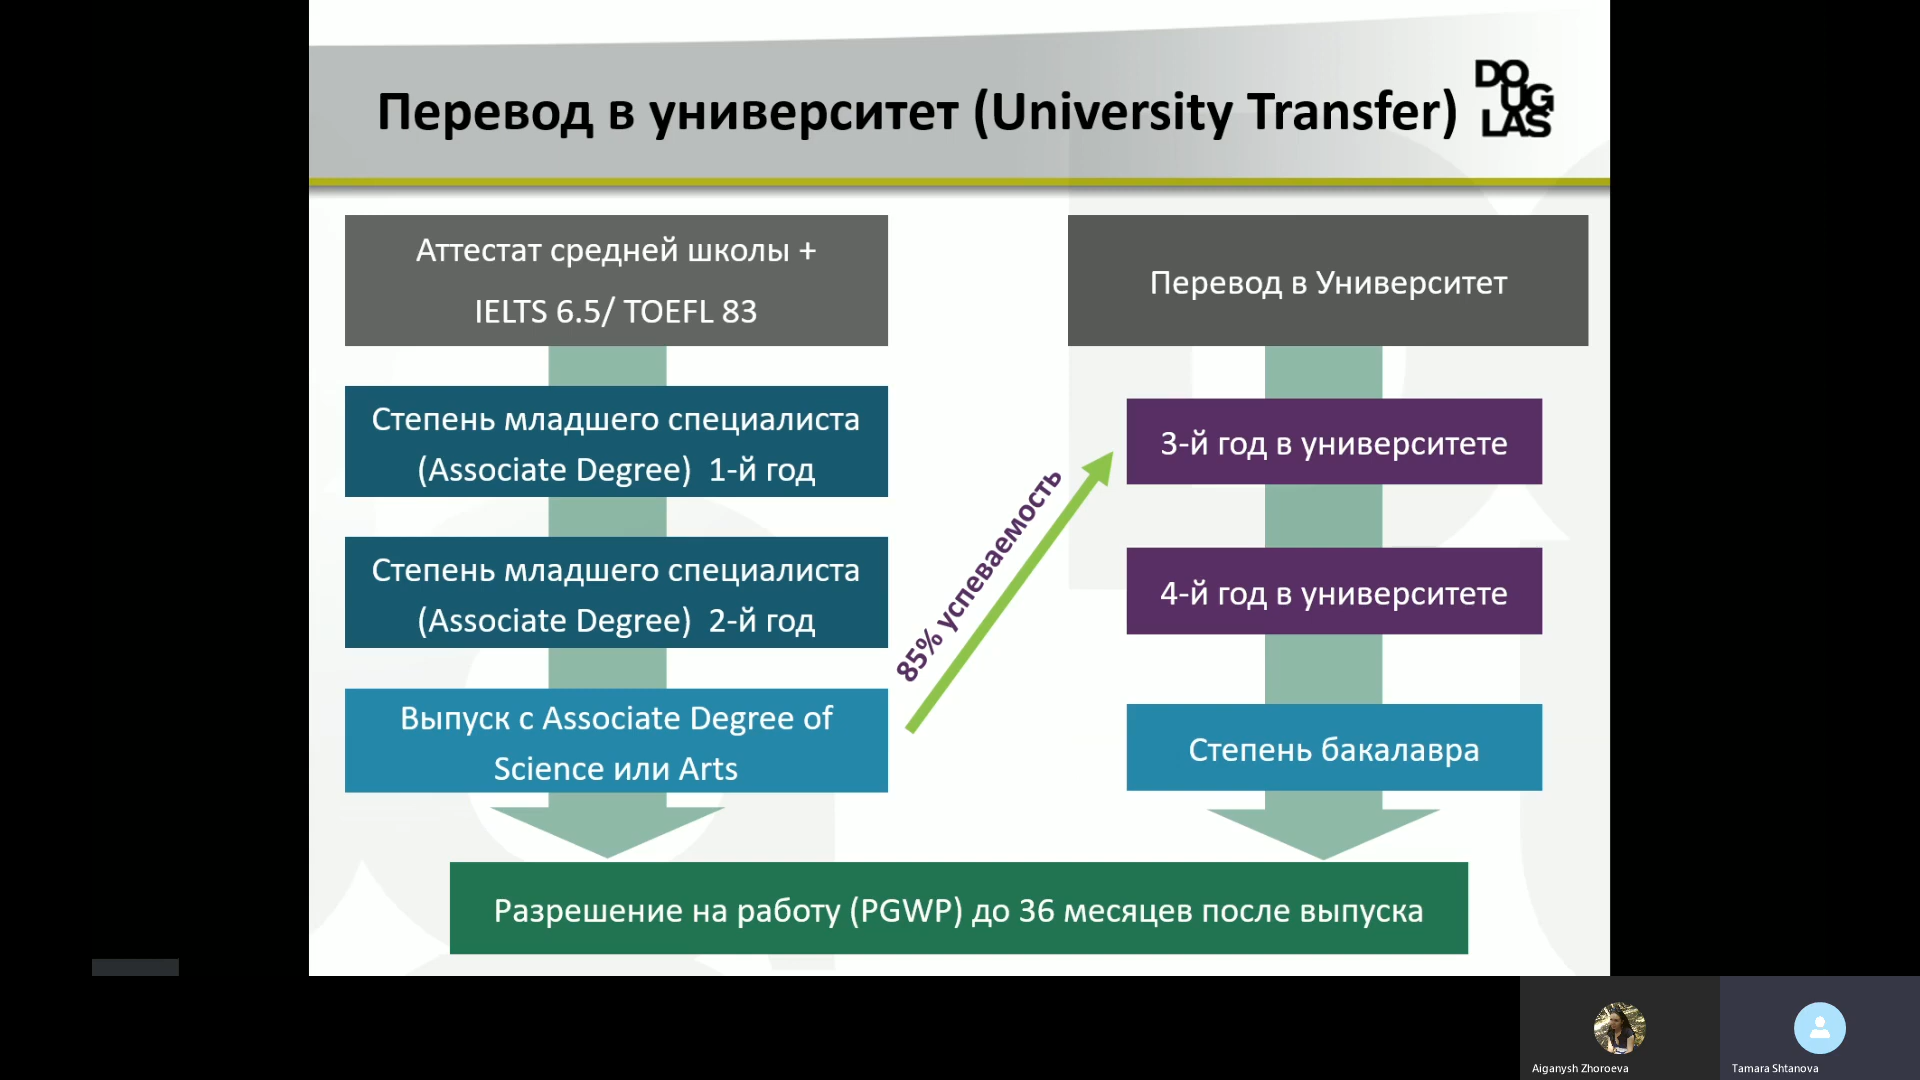 Перевод в университет (University Transfer)
DO
UG
LAS
Аттестат средней школы +
IELTS 6.5/ TOEFL 83
Степень младшего специалиста
(Associate Degree) 1-й год
Степень младшего специалиста
(Associate Degree) 2-й год
Выпуск с Associate Degree of
Science или Arts
85% успеваемость
Перевод в Университет
3-й год в университете
4-й год в университете
Степень бакалавра
Разрешение на работу (PGWP) до 36 месяцев после выпуска
Aiganysh Zhoroeva
Tamara Shtanova